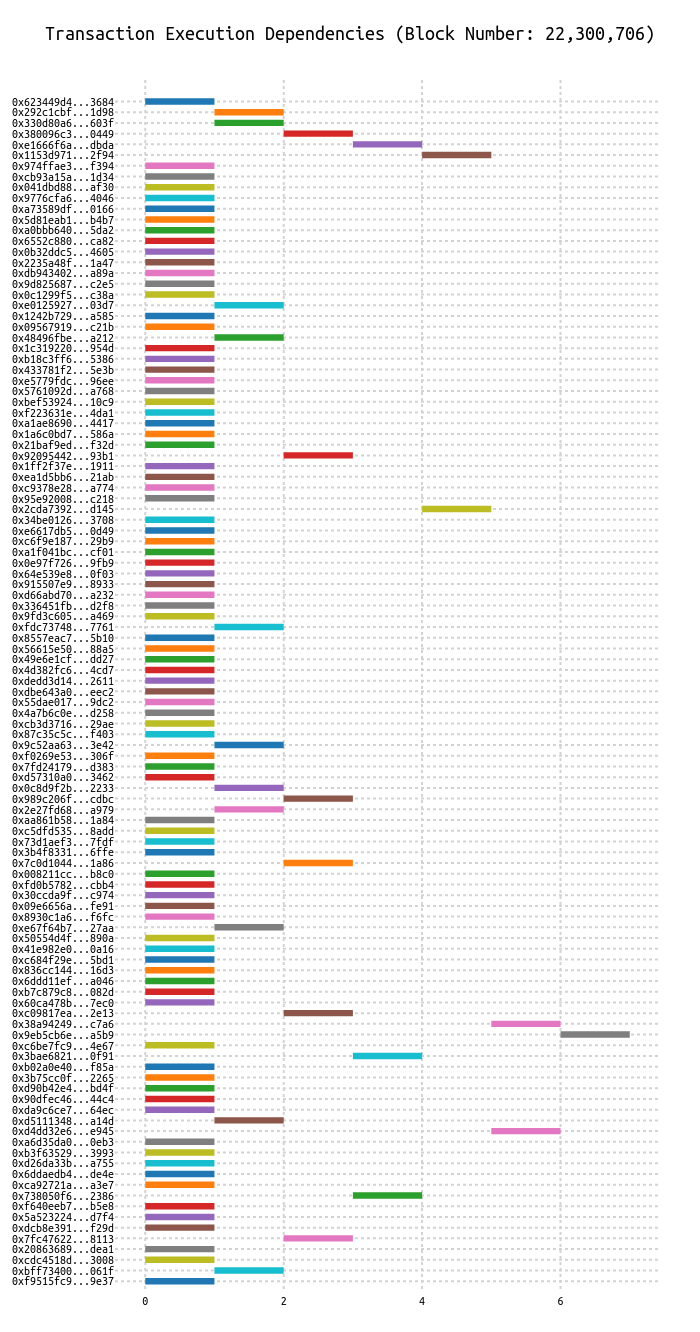 Transaction Execution Dependencies (Block Number: 22,300,706)
0x623449d4...3684
0x292c1cbf...1d98
0x330d80a6...603f
0x380096c3...0449
0xe1666f6a...dbda
0x1153d971...2f94
0x974ffae3...f394
0xcb93a15a...1d34
0x041dbd88...af30
0x9776cfa6...4046
0xa73589df...0166
0x5d81eab1...b4b7
0xa0bbb640...5da2
0x6552c880...ca82
0x0b32ddc5...4605
0x2235a48f...1a47
0xdb943402...a89a
0x9d825687...c2e5
0x0c1299f5...c38a
0xe0125927...03d7
0x1242b729...a585
0x09567919...c21b
0x48496fbe...a212
0x1c319220...954d
0xb18c3ff6...5386
0x433781f2...5e3b
0xe5779fdc...96ee
0x5761092d...a768
0xbef53924...10c9
0xf223631e...4da1
0xa1ae8690...4417
0x1a6c0bd7...586a
0x21baf9ed...f32d
0x92095442...93b1
0x1ff2f37e...1911
0xea1d5bb6...21ab
0xc9378e28...a774
0x95e92008...c218
0x2cda7392...d145
0x34be0126...3708
0xe6617db5...0d49
0xc6f9e187...29b9
0xa1f041bc...cf01
0x0e97f726...9fb9
0x64e539e8...0f03
0x915507e9...8933
0xd66abd70...a232
0x336451fb...d2f8
0x9fd3c605...a469
0xfdc73748...7761
0x8557eac7...5b10
0x56615e50...88a5
0x49e6e1cf...dd27
0x4d382fc6...4cd7
0xdedd3d14...2611
0xdbe643a0...eec2
0x55dae017...9dc2
0x4a7b6c0e...d258
0xcb3d3716...29ae
0x87c35c5c...f403
0x9c52aa63...3e42
0xf0269e53...306f
0x7fd24179...d383
0xd57310a0...3462
0x0c8d9f2b...2233
0x989c206f...cdbc
0x2e27fd68...a979
0xaa861b58...1a84
0xc5dfd535...8add
0x73d1aef3...7fdf
0x3b4f8331...6ffe
0x7c0d1044...1a86
0x008211cc...b8c0
0xfd0b5782...cbb4
0x30ccda9f...c974
0x09e6656a...fe91
0x8930c1a6...f6fc
0xe67f64b7...27aa
0x50554d4f...890a
0x41e982e0...0a16
0xc684f29e...5bd1
0x836cc144...16d3
0x6ddd11ef...a046
0xb7c879c8...082d
0x60ca478b...7ec0
0xc09817ea...2e13
0x38a94249...c7a6
0x9eb5cb6e...a5b9
0xc6be7fc9...4e67
0x3bae6821...0f91
0xb02a0e40...f85a
0x3b75cc0f...2265
0xd90b42e4...bd4f
0x90dfec46...44c4
0xda9c6ce7...64ec
0xd5111348...a14d
0xd4dd32e6...e945
0xa6d35da0...0eb3
0xb3f63529...3993
0xd26da33b...a755
0x6ddaedb4...de4e
0xca92721a...a3e7
0x738050f6...2386
0xf640eeb7...b5e8
0x5a523224...d7f4
0xdcb8e391...f29d
0x7fc47622...8113
0x20863689...dea1
0xcdc4518d...3008
0xbff73400...061f
0xf9515fc9...9e37
0 2 4 6